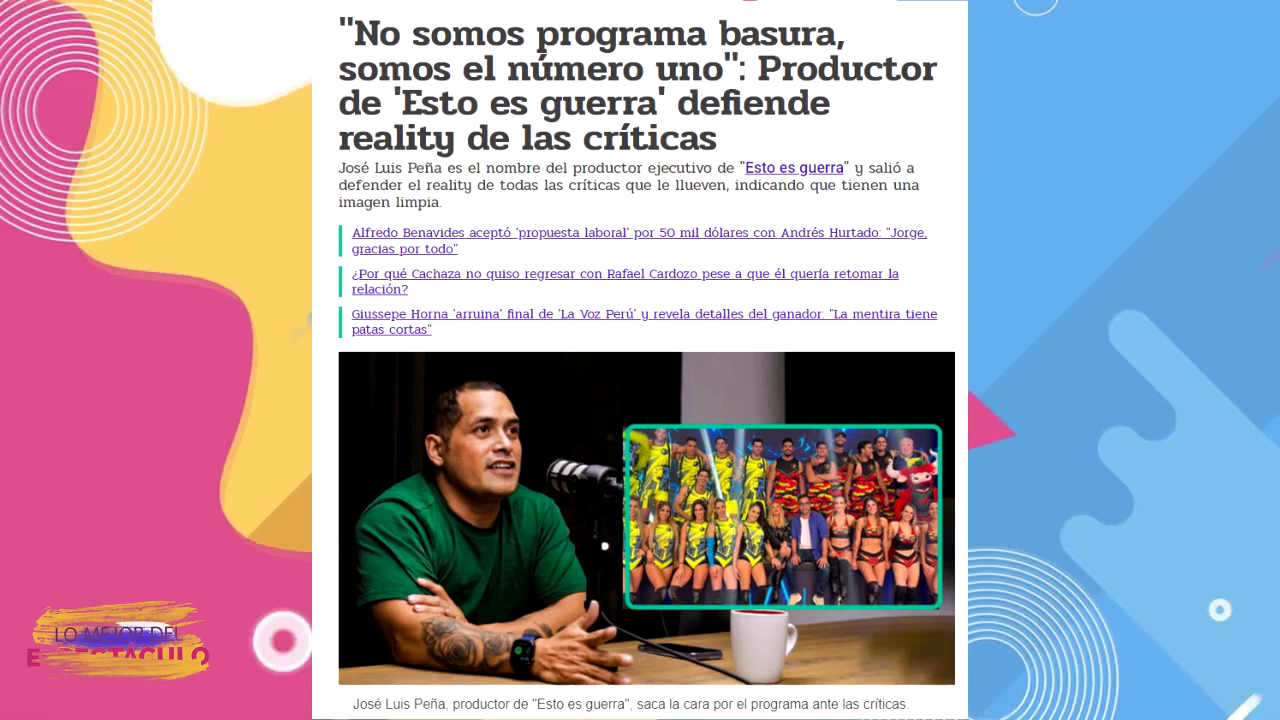 "No somos programa basura,
somos el número uno": Productor
de 'Esto es guerra' defiende
reality de las críticas
José Luis Peña es el nombre del productor ejecutivo de "Esto es guerra" y salió a
defender el reality de todas las críticas que le llueven, indicando que tienen una
imagen limpia.
Alfredo Benavides aceptó 'propuesta laboral' por 50 mil dólares con Andrés Hurtado: "Jorge,
gracias por todo"
¿Por qué Cachaza no quiso regresar con Rafael Cardozo pese a que él quería retomar la
relación?
Giussepe Horna 'arruina' final de 'La Voz Perú' y revela detalles del ganador: "La mentira tiene
patas cortas"
LO MEJOR DEL
José Luis Peña, productor de "Esto es guerra", saca la cara por el programa ante las críticas.